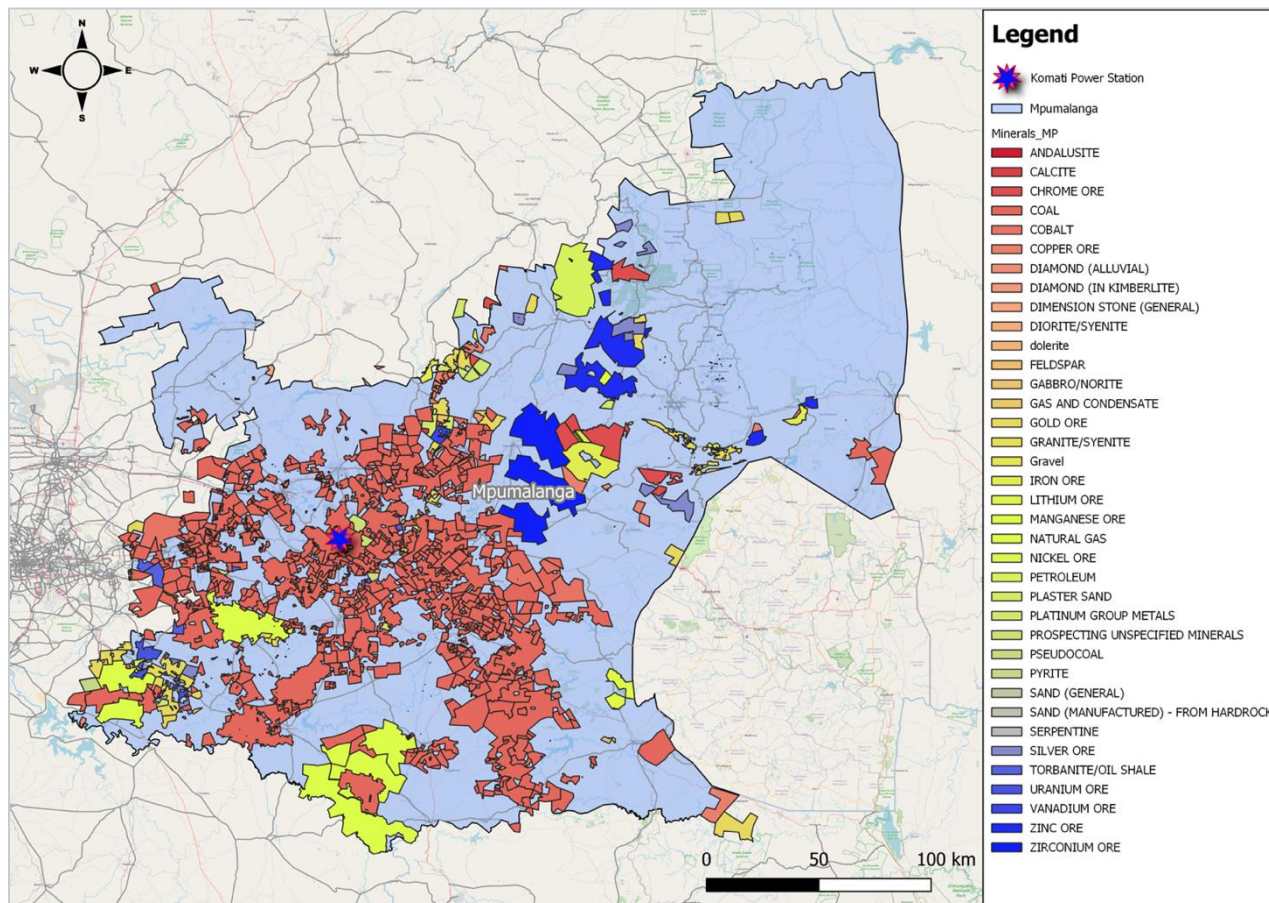 N
W
E
S
Mpumalanga
0
50
100 km
Legend
Komati Power Station
Mpumalanga
Minerals_MP
ANDALUSITE
CALCITE
CHROME ORE
COAL
COBALT
COPPER ORE
DIAMOND (ALLUVIAL)
DIAMOND (IN KIMBERLITE)
DIMENSION STONE (GENERAL)
DIORITE/SYENITE
dolerite
FELDSPAR
GABBRO/NORITE
GAS AND CONDENSATE
GOLD ORE
GRANITE/SYENITE
Gravel
IRON ORE
LITHIUM ORE
MANGANESE ORE
NATURAL GAS
NICKEL ORE
PETROLEUM
PLASTER SAND
PLATINUM GROUP METALS
PROSPECTING UNSPECIFIED MINERALS
PSEUDOCOAL
PYRITE
SAND (GENERAL)
SAND (MANUFACTURED) - FROM HARDROCK
SERPENTINE
SILVER ORE
TORBANITE/OIL SHALE
URANIUM ORE
VANADIUM ORE
ZINC ORE
ZIRCONIUM ORE